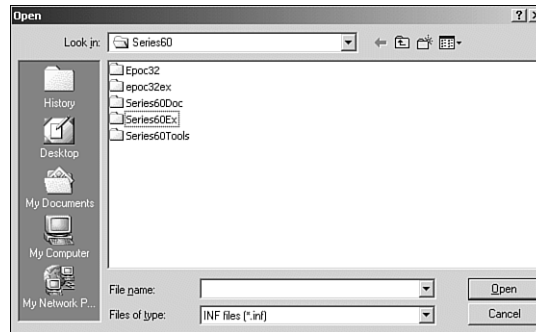 Open
Look in: Series60
Epoc32
epoc32ex
Series60Doc
Series60Ex
Series60Tools
History
Desktop
My Documents
My Computer
My Network P...
File name:
Open
Files of type: INF files (*.inf)
Cancel